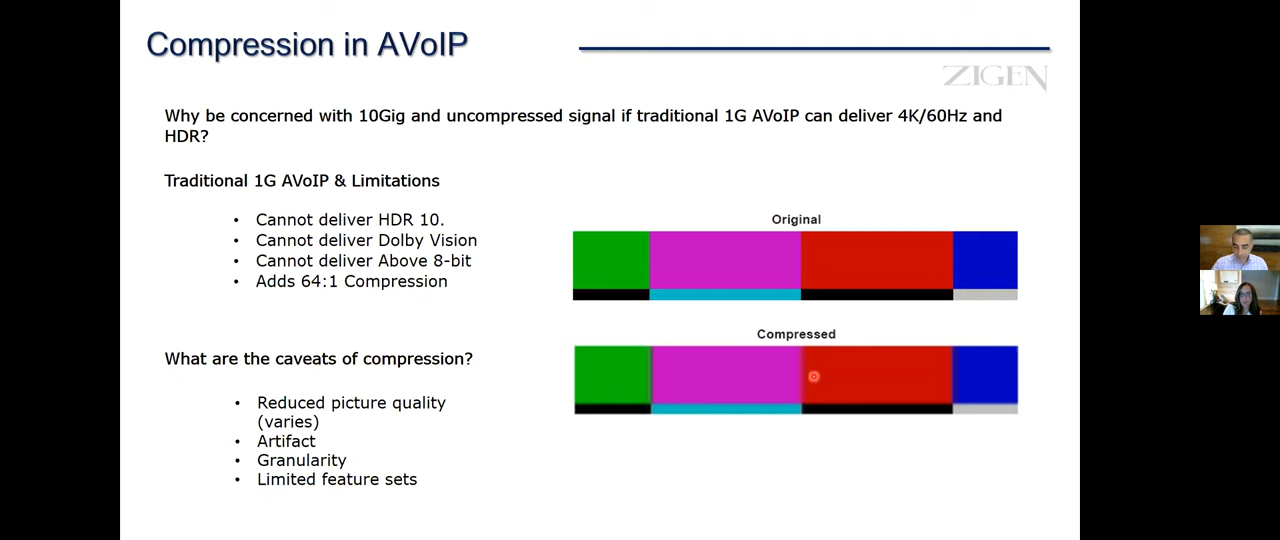 Compression in AVoIP
ZIGEN
Why be concerned with 10Gig and uncompressed signal if traditional 1G AVoIP can deliver 4K/60Hz and
HDR?
Traditional 1G AVoIP & Limitations
• Cannot deliver HDR 10.
• Cannot deliver Dolby Vision
• Cannot deliver Above 8-bit
• Adds 64:1 Compression
Original
Compressed
What are the caveats of compression?
• Reduced picture quality
(varies)
• Artifact
• Granularity
• Limited feature sets